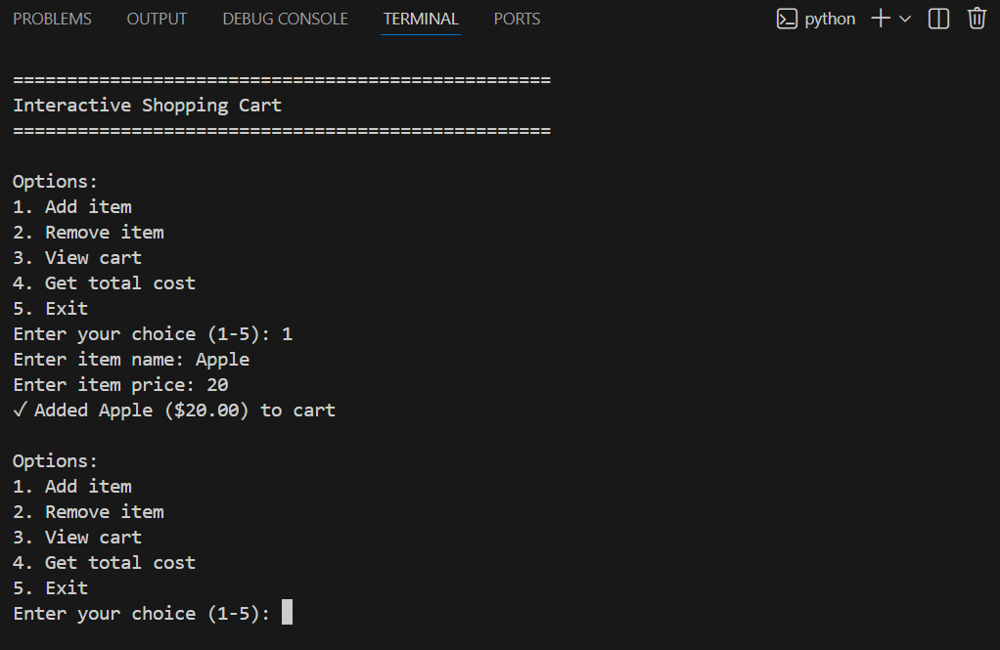 PROBLEMS OUTPUT DEBUG CONSOLE TERMINAL PORTS python
==================================================
Interactive Shopping Cart
==================================================
Options:
1. Add item
2. Remove item
3. View cart
4. Get total cost
5. Exit
Enter your choice (1-5): 1
Enter item name: Apple
Enter item price: 20
✓ Added Apple ($20.00) to cart
Options:
1. Add item
2. Remove item
3. View cart
4. Get total cost
5. Exit
Enter your choice (1-5):